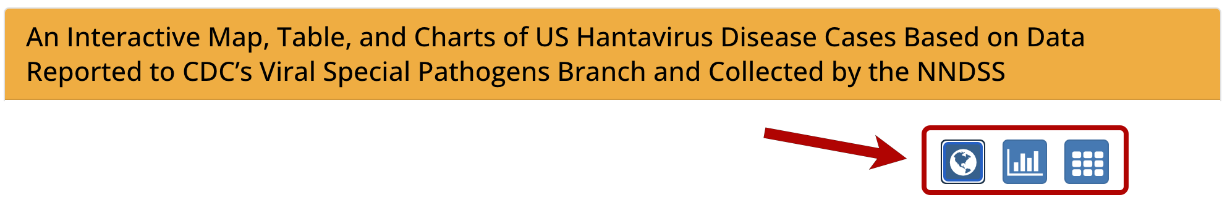 An Interactive Map, Table, and Charts of US Hantavirus Disease Cases Based on Data
Reported to CDC’s Viral Special Pathogens Branch and Collected by the NNDSS